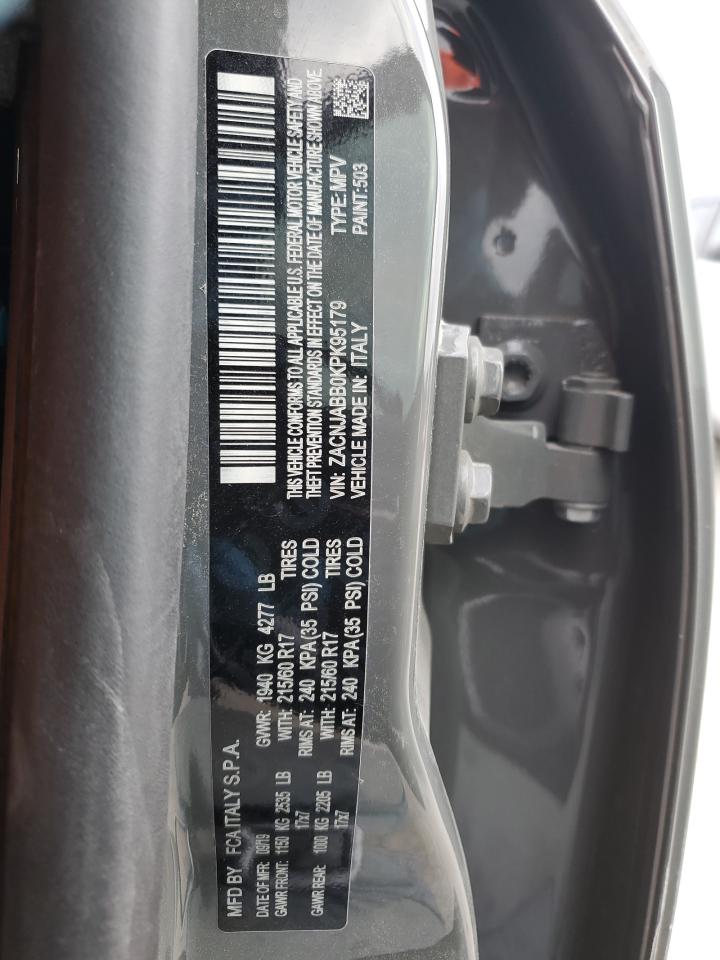 MFD BY FCA ITALY S.P.A.
DATE OF MFR: 09/19 GVWR: 1940 KG 4277 LB
GAWR FRONT: 1150 KG 2535 LB WITH: 215/60 R17 TIRES
17x7 RIMS AT: 240 KPA(35 PSI) COLD
GAWR REAR: 1000 KG 2205 LB WITH: 215/60 R17 TIRES
17x7 RIMS AT: 240 KPA(35 PSI) COLD
THIS VEHICLE CONFORMS TO ALL APPLICABLE U.S. FEDERAL MOTOR VEHICLE SAFETY AND
THEFT PREVENTION STANDARDS IN EFFECT ON THE DATE OF MANUFACTURE SHOWN ABOVE
VIN: ZACNJABB0KPK95179 TYPE: MPV
VEHICLE MADE IN: ITALY PAINT: 503